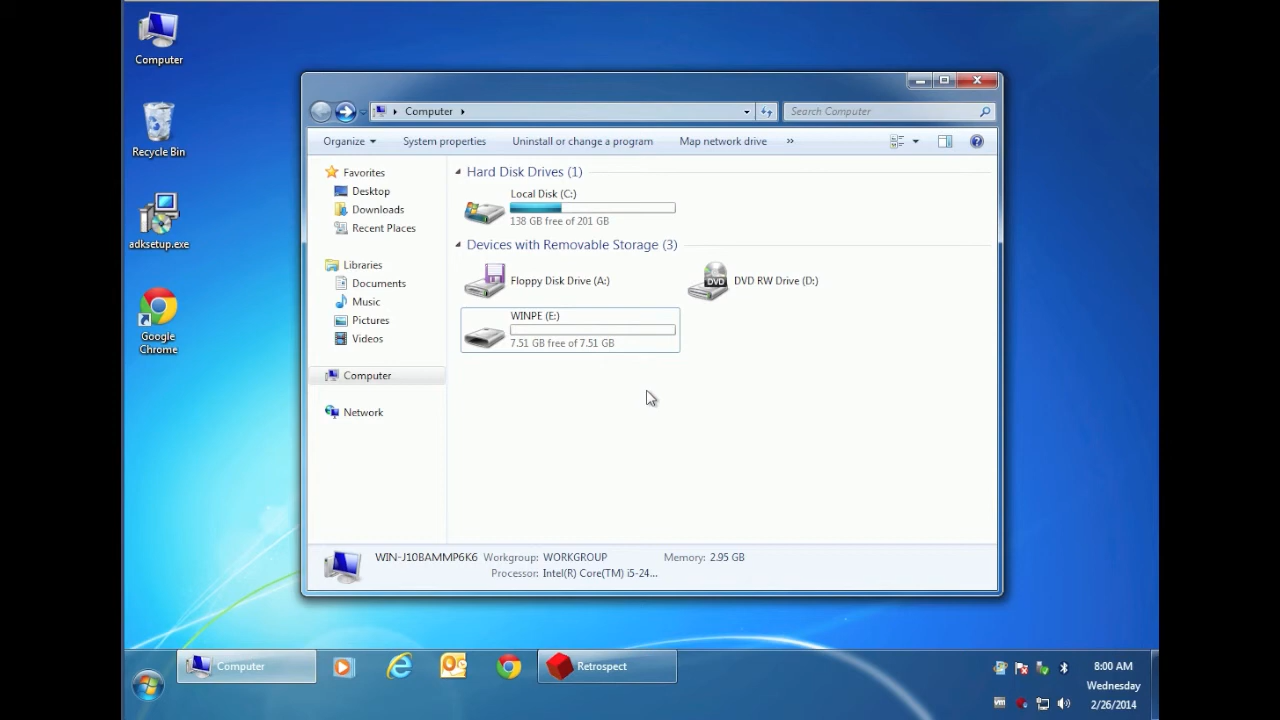 Computer
Recycle Bin
adksetup.exe
Google
Chrome
Computer
Search Computer
Organize
System properties
Uninstall or change a program
Map network drive
»
Favorites
Desktop
Downloads
Recent Places
Libraries
Documents
Music
Pictures
Videos
Computer
Network
Hard Disk Drives (1)
Local Disk (C:)
138 GB free of 201 GB
Devices with Removable Storage (3)
Floppy Disk Drive (A:)
DVD
DVD RW Drive (D:)
WINPE (E:)
7.51 GB free of 7.51 GB
WIN-J10BAMMP6K6 Workgroup: WORKGROUP Memory: 2.95 GB
Processor: Intel(R) Core(TM) i5-24...
Computer
Retrospect
8:00 AM
Wednesday
2/26/2014